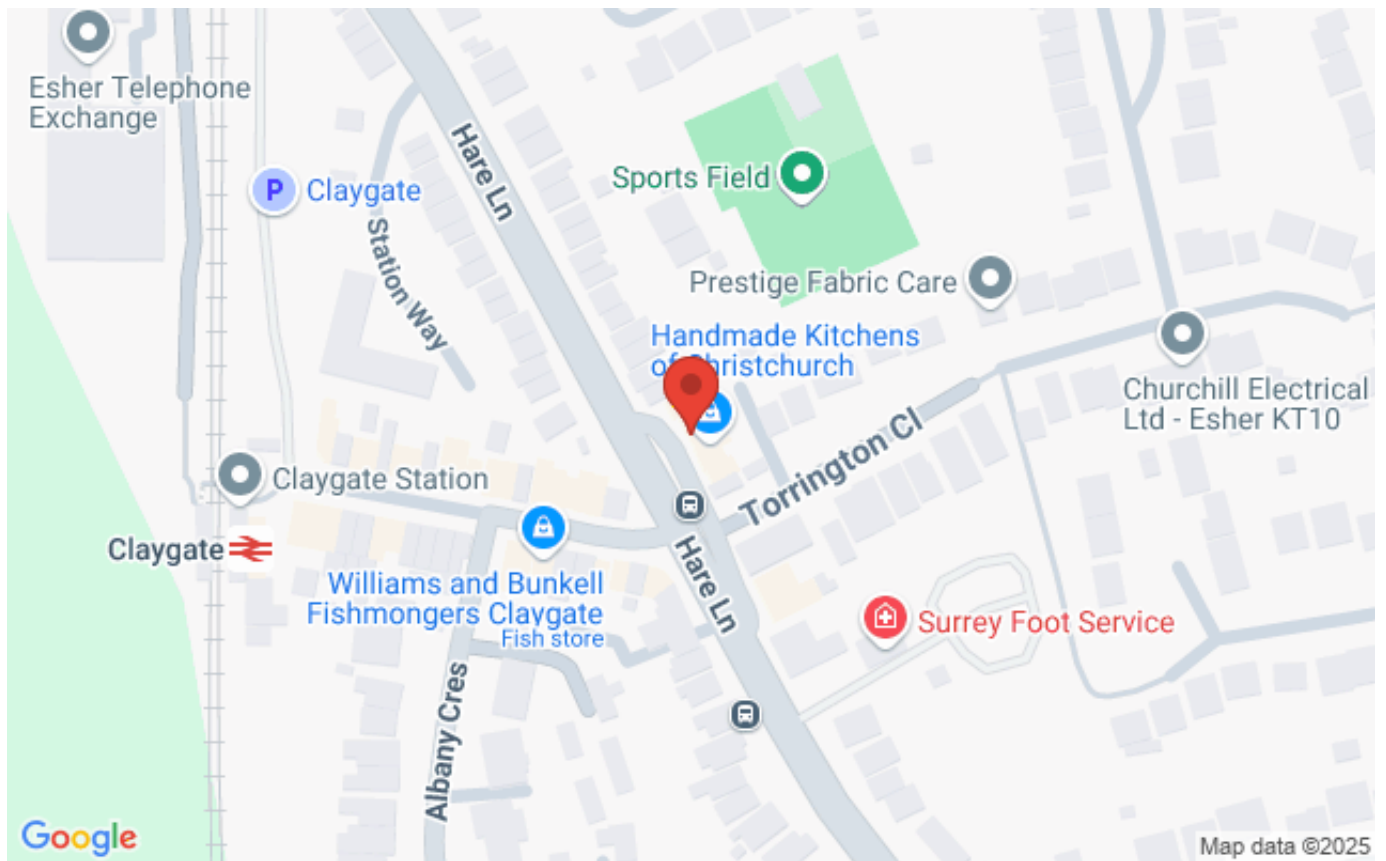 Esher Telephone
Exchange
Hare Ln
P
Claygate
Sports Field
Station Way
Prestige Fabric Care
Handmade Kitchens
of Christchurch
Churchill Electrical
Ltd - Esher KT10
Torrington Cl
Claygate Station
Claygate
Hare Ln
Williams and Bunkell
Fishmongers Claygate
Fish store
Surrey Foot Service
Albany Cres
Google
Map data ©2025